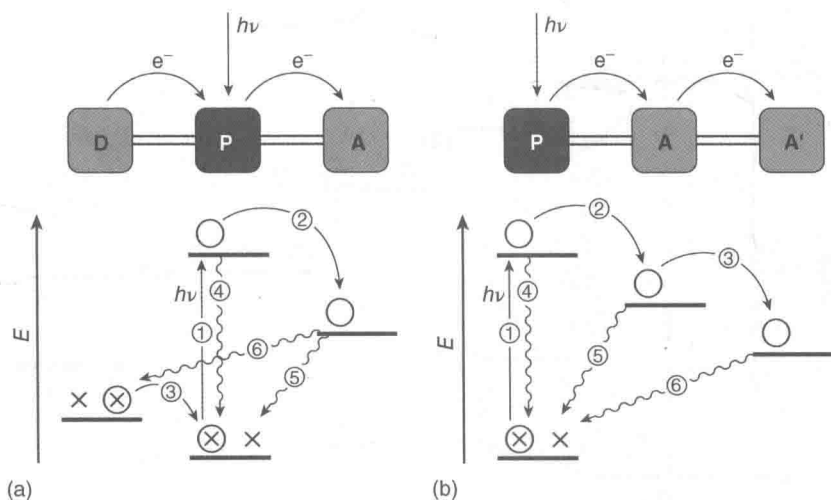 hν
e⁻ e⁻
D P A
E
②
hν ④
①
⑥
③ ⑤
(a)
hν
e⁻ e⁻
P A A'
E
②
③
hν ④
①
⑤
⑥
(b)